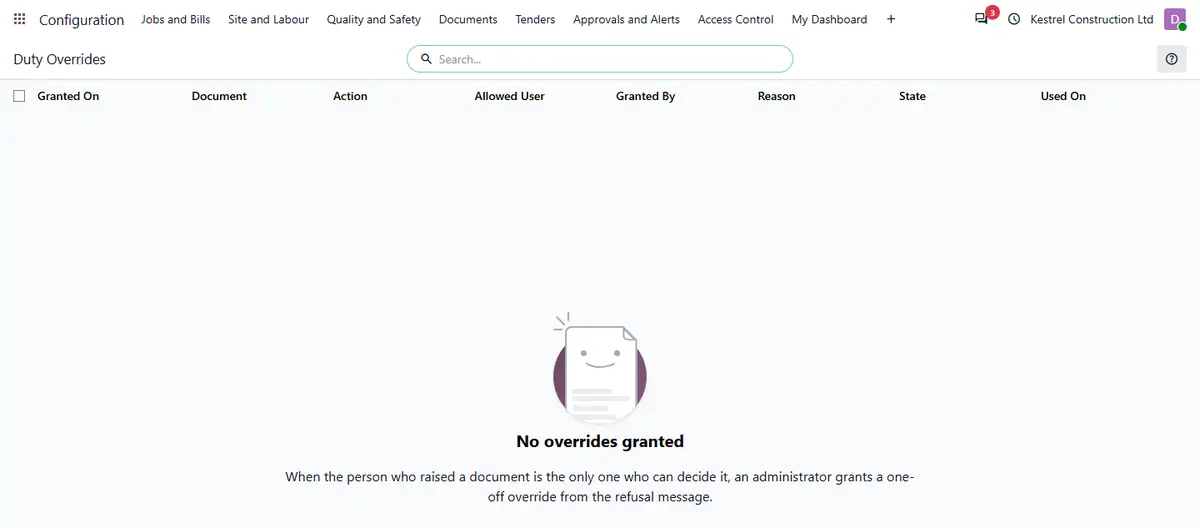 Configuration Jobs and Bills Site and Labour Quality and Safety Documents Tenders Approvals and Alerts Access Control My Dashboard + 3 Kestrel Construction Ltd D
Duty Overrides Search... ?
Granted On Document Action Allowed User Granted By Reason State Used On
No overrides granted
When the person who raised a document is the only one who can decide it, an administrator grants a one-
off override from the refusal message.